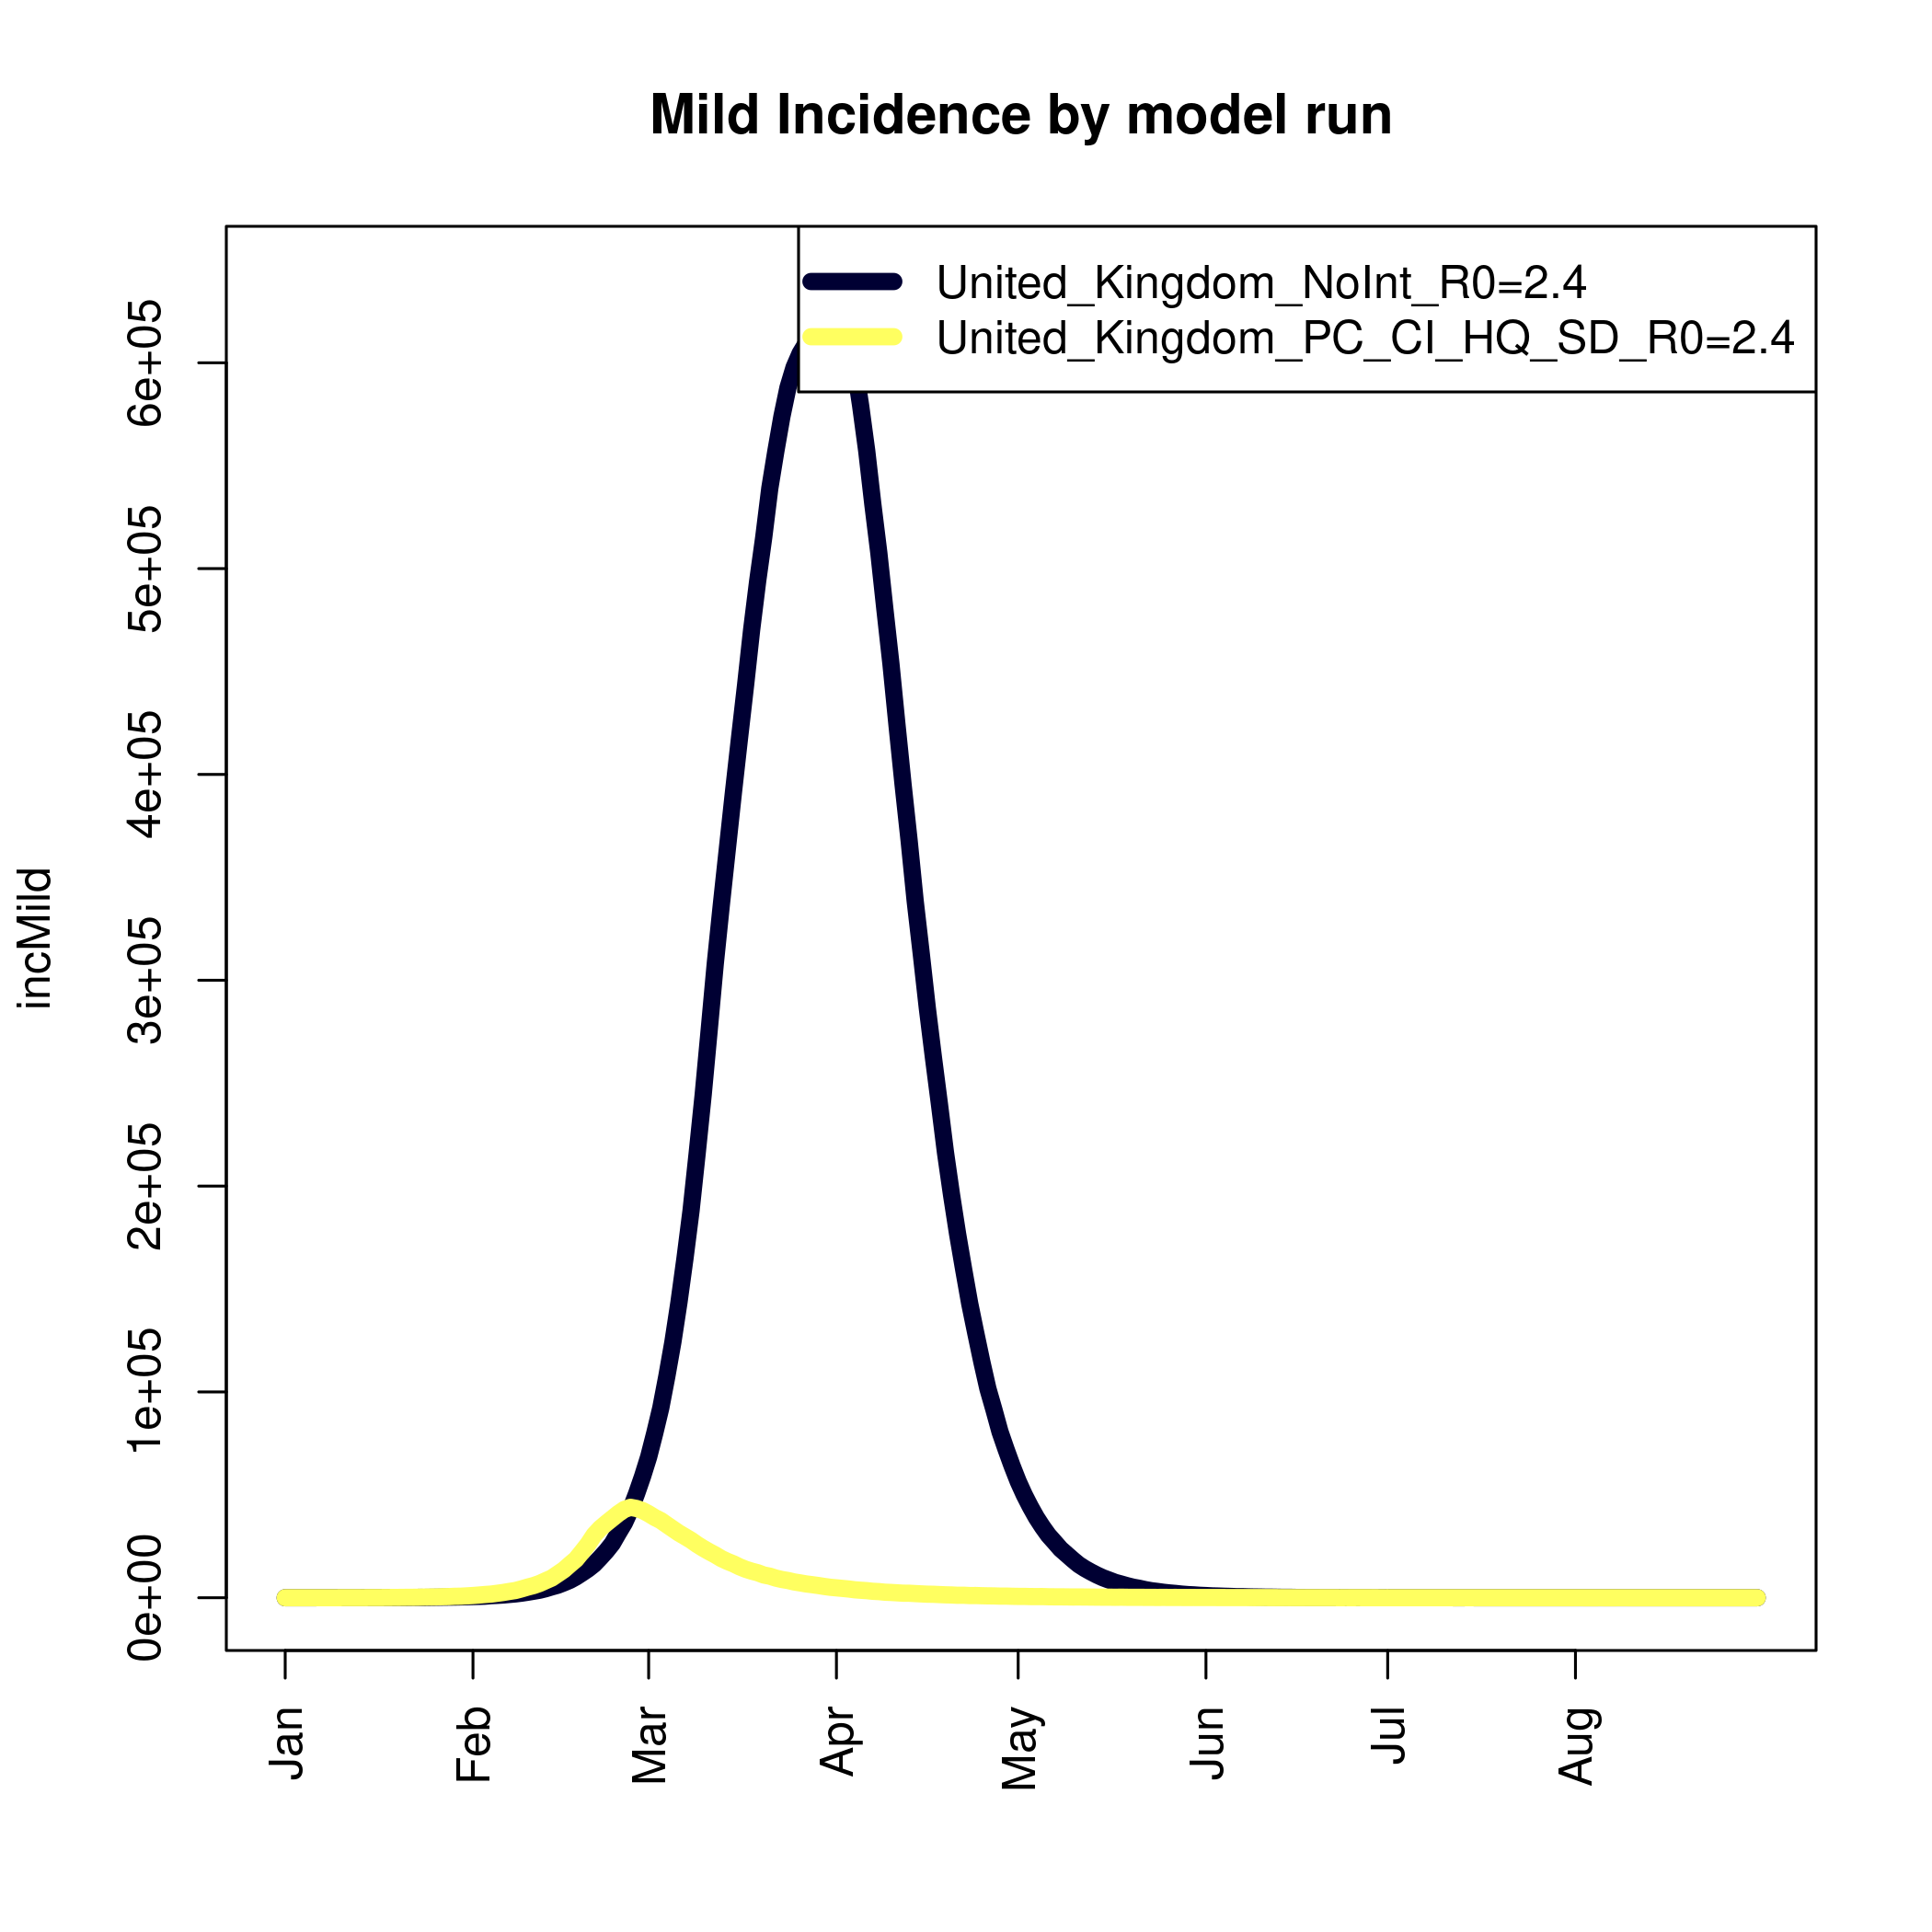 Mild Incidence by model run
United_Kingdom_NoInt_R0=2.4
United_Kingdom_PC_CI_HQ_SD_R0=2.4
incMild
6e+05
5e+05
4e+05
3e+05
2e+05
1e+05
0e+00
Jan
Feb
Mar
Apr
May
Jun
Jul
Aug